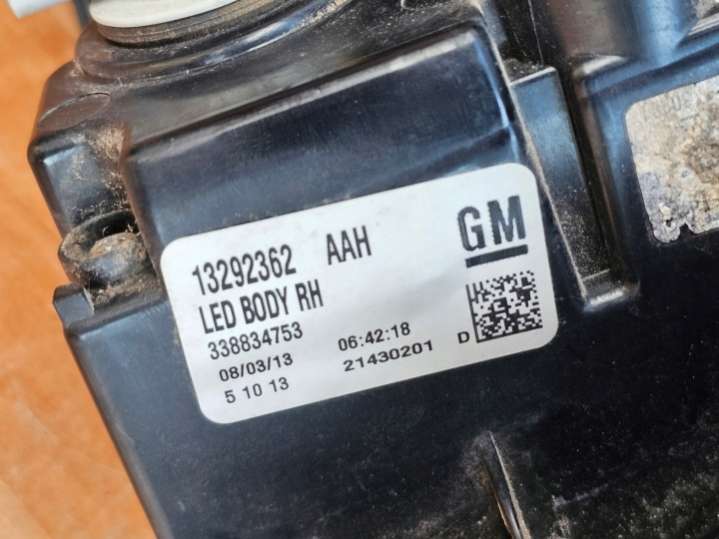 13292362 AAH
GM
LED BODY RH
338834753
08/03/13 06:42:18
5 10 13 21430201 D